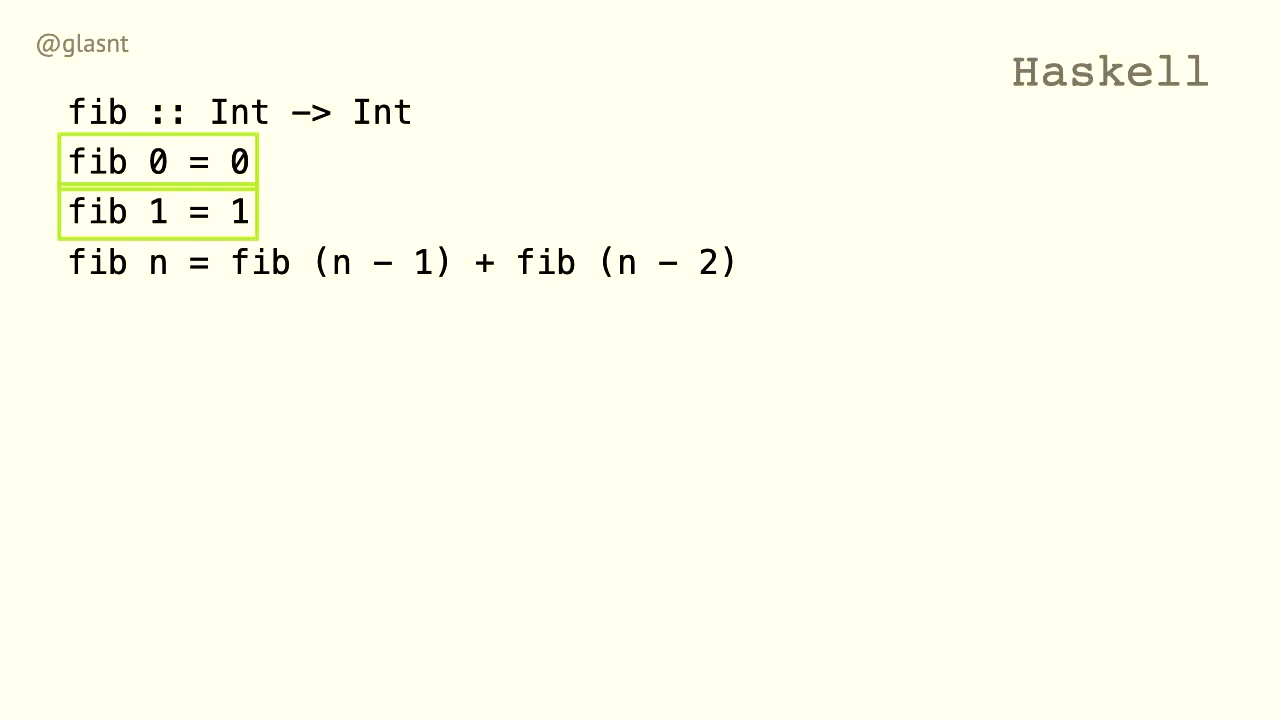 @glasnt
Haskell
fib :: Int -> Int
fib 0 = 0
fib 1 = 1
fib n = fib (n - 1) + fib (n - 2)